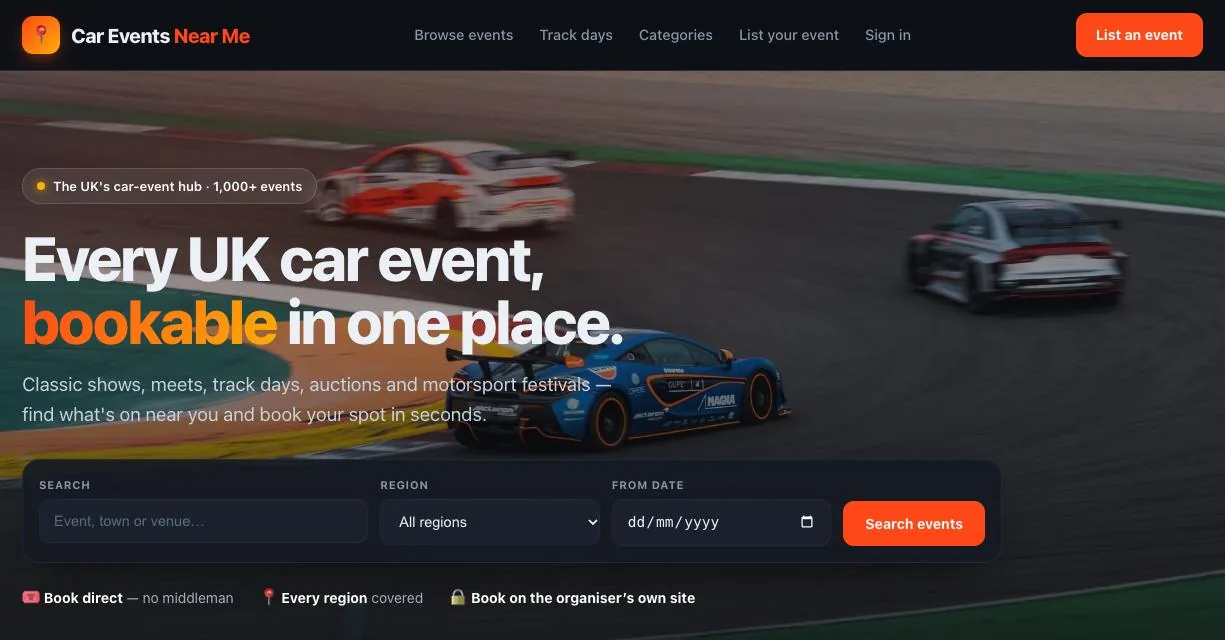 Car Events Near Me
Browse events
Track days
Categories
List your event
Sign in
List an event
The UK's car-event hub · 1,000+ events
Every UK car event,
bookable in one place.
Classic shows, meets, track days, auctions and motorsport festivals —
find what's on near you and book your spot in seconds.
MAGNA
SEARCH
REGION
FROM DATE
Event, town or venue…
All regions
dd/mm/yyyy
Search events
Book direct — no middleman
Every region covered
Book on the organiser’s own site